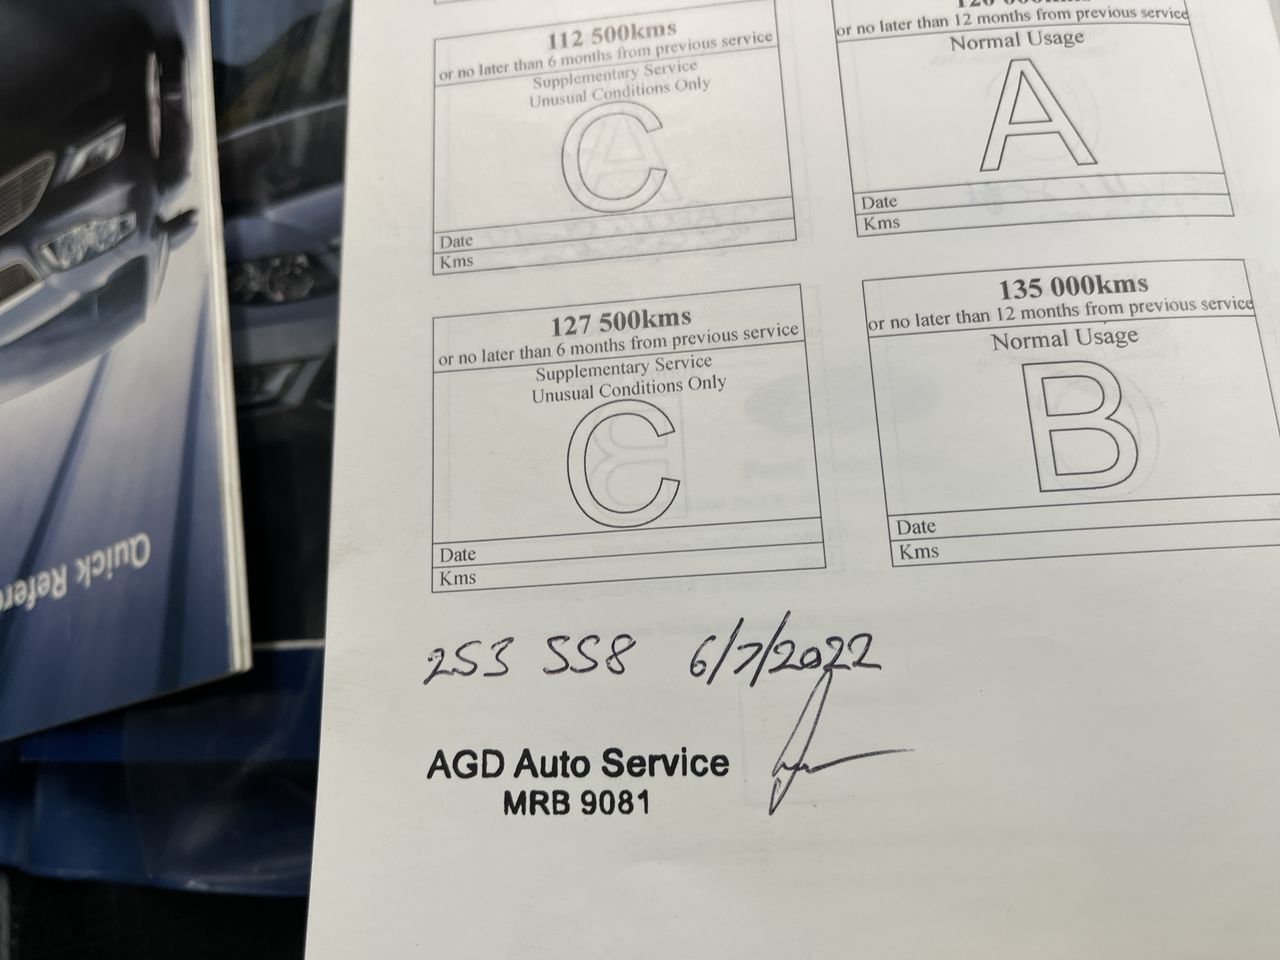 112 500kms
or no later than 6 months from previous service
Supplementary Service
Unusual Conditions Only
C
Date
Kms
or no later than 12 months from previous service
Normal Usage
A
Date
Kms
127 500kms
or no later than 6 months from previous service
Supplementary Service
Unusual Conditions Only
C
Date
Kms
135 000kms
or no later than 12 months from previous service
Normal Usage
B
Date
Kms
253 558 6/7/2022
AGD Auto Service
MRB 9081
Quick Refere